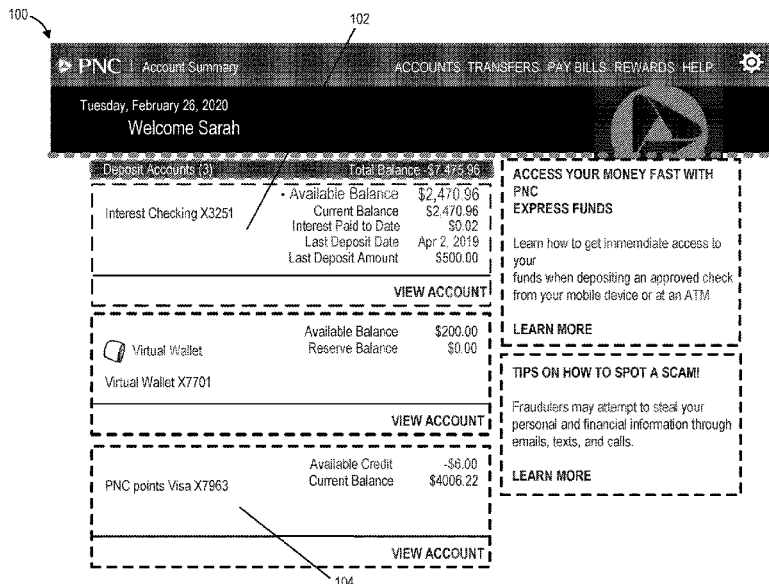 100
102
PNC | Account Summary
ACCOUNTS TRANSFERS PAY BILLS REWARDS HELP
Tuesday, February 26, 2020
Welcome Sarah
Deposit Accounts (3) Total Balance -$7,475.96
Interest Checking X3251
- Available Balance $2,470.96
Current Balance $2,470.96
Interest Paid to Date $0.02
Last Deposit Date Apr 2, 2019
Last Deposit Amount $500.00
VIEW ACCOUNT
Virtual Wallet
Virtual Wallet X7701
Available Balance $200.00
Reserve Balance $0.00
VIEW ACCOUNT
PNC points Visa X7963
Available Credit -$6.00
Current Balance $4006.22
VIEW ACCOUNT
104
ACCESS YOUR MONEY FAST WITH
PNC
EXPRESS FUNDS
Learn how to get immemdiate access to
your
funds when depositing an approved check
from your mobile device or at an ATM
LEARN MORE
TIPS ON HOW TO SPOT A SCAM!
Fraudulers may attempt to steal your
personal and financial information through
emails, texts, and calls.
LEARN MORE